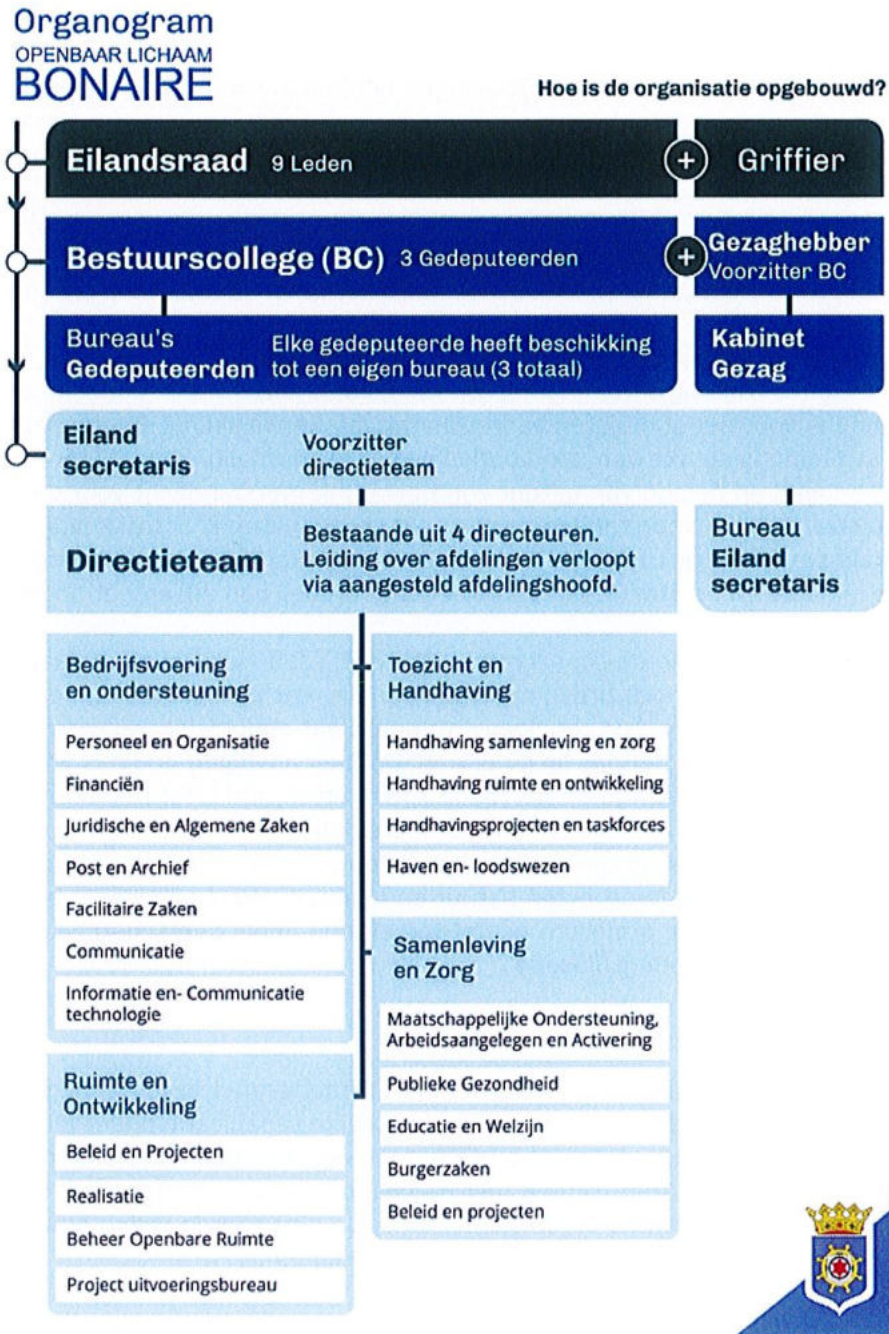 Organogram
OPENBAAR LICHAAM
BONAIRE
Hoe is de organisatie opgebouwd?
Eilandsraad 9 Leden
+
Griffier
Bestuurscollege (BC) 3 Gedeputeerden
+
Gezaghebber
Voorzitter BC
Bureau's
Gedeputeerden
Elke gedeputeerde heeft beschikking
tot een eigen bureau (3 totaal)
Kabinet
Gezag
Eiland
secretaris
Voorzitter
directieteam
Directieteam
Bestaande uit 4 directeuren.
Leiding over afdelingen verloopt
via aangesteld afdelingshoofd.
Bureau
Eiland
secretaris
Bedrijfsvoering
en ondersteuning
Personeel en Organisatie
Financiën
Juridische en Algemene Zaken
Post en Archief
Facilitaire Zaken
Communicatie
Informatie en- Communicatie
technologie
Ruimte en
Ontwikkeling
Beleid en Projecten
Realisatie
Beheer Openbare Ruimte
Project uitvoeringsbureau
Toezicht en
Handhaving
Handhaving samenleving en zorg
Handhaving ruimte en ontwikkeling
Handhavingsprojecten en taskforces
Haven en- loodswezen
Samenleving
en Zorg
Maatschappelijke Ondersteuning,
Arbeidsaangelegen en Activering
Publieke Gezondheid
Educatie en Welzijn
Burgerzaken
Beleid en projecten